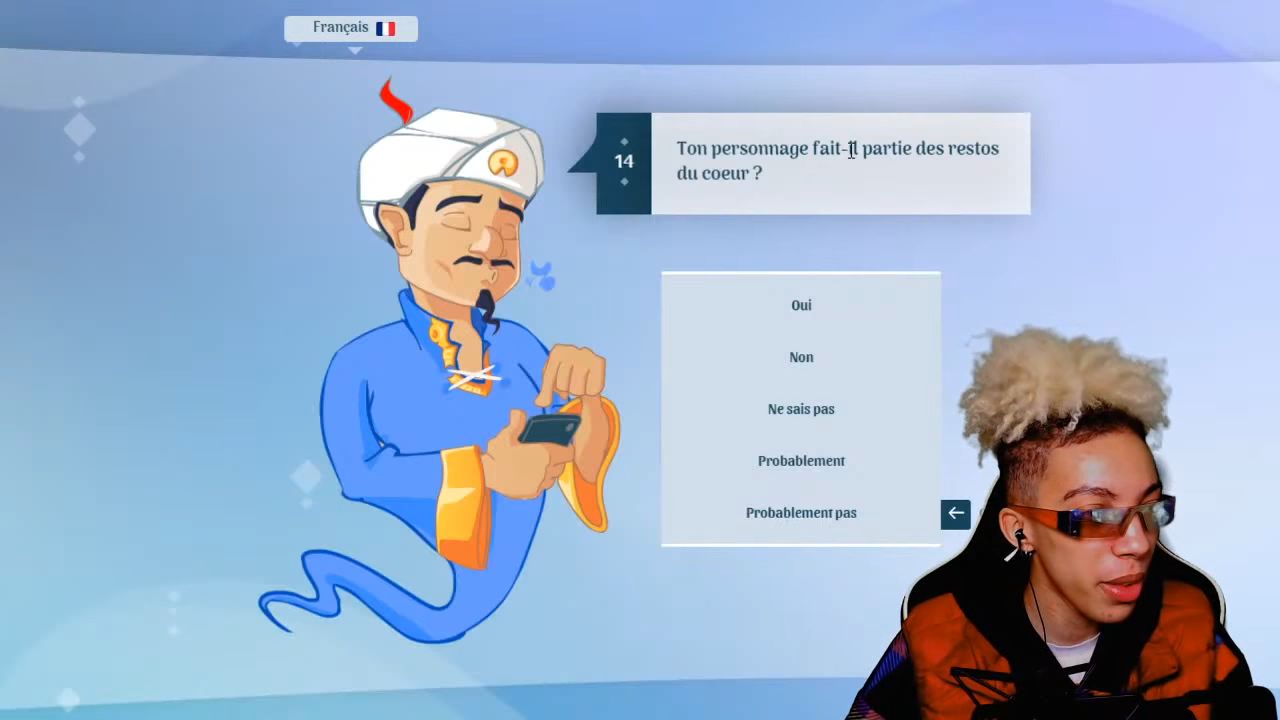 Français
14
Ton personnage fait-il partie des restos
du coeur ?
Oui
Non
Ne sais pas
Probablement
Probablement pas